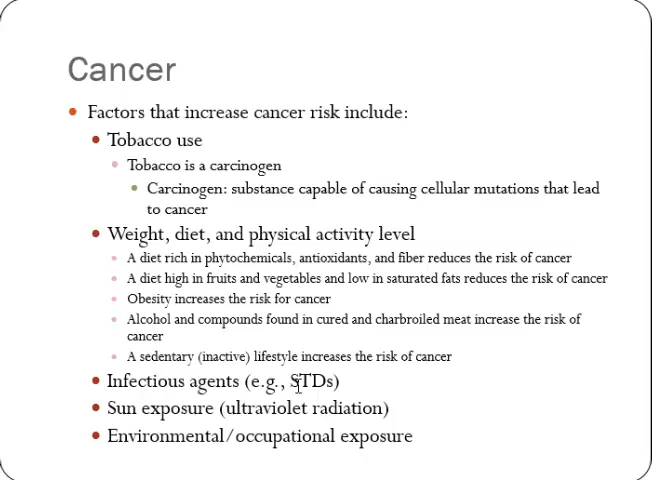 Cancer
Factors that increase cancer risk include:
Tobacco use
Tobacco is a carcinogen
Carcinogen: substance capable of causing cellular mutations that lead
to cancer
Weight, diet, and physical activity level
A diet rich in phytochemicals, antioxidants, and fiber reduces the risk of cancer
A diet high in fruits and vegetables and low in saturated fats reduces the risk of cancer
Obesity increases the risk for cancer
Alcohol and compounds found in cured and charbroiled meat increase the risk of
cancer
A sedentary (inactive) lifestyle increases the risk of cancer
Infectious agents (e.g., STDs)
Sun exposure (ultraviolet radiation)
Environmental/occupational exposure